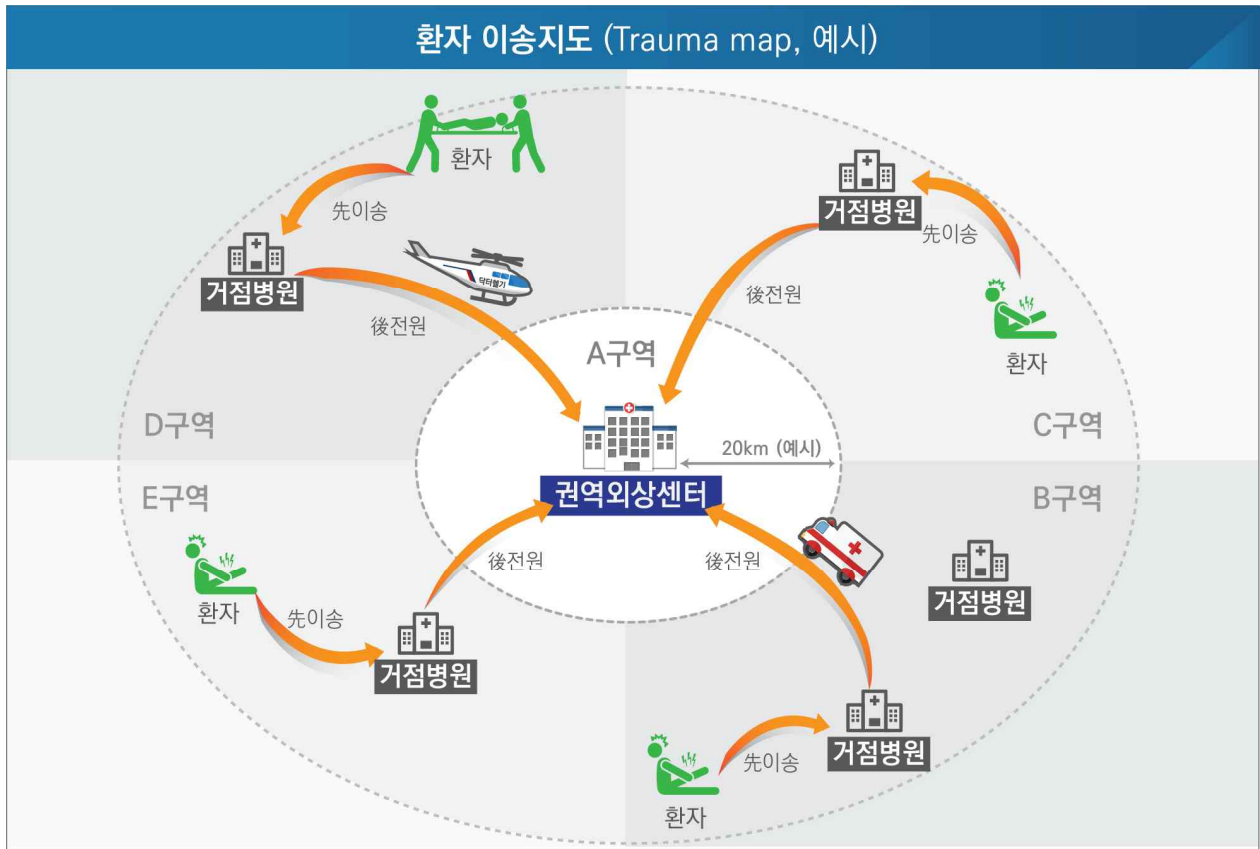 환자 이송지도 (Trauma map, 예시)
환자
先이송
거점병원
닥터헬기
後전원
D구역
거점병원
先이송
後전원
환자
C구역
A구역
20km (예시)
권역외상센터
E구역
환자
先이송
거점병원
後전원
B구역
後전원
거점병원
거점병원
先이송
환자